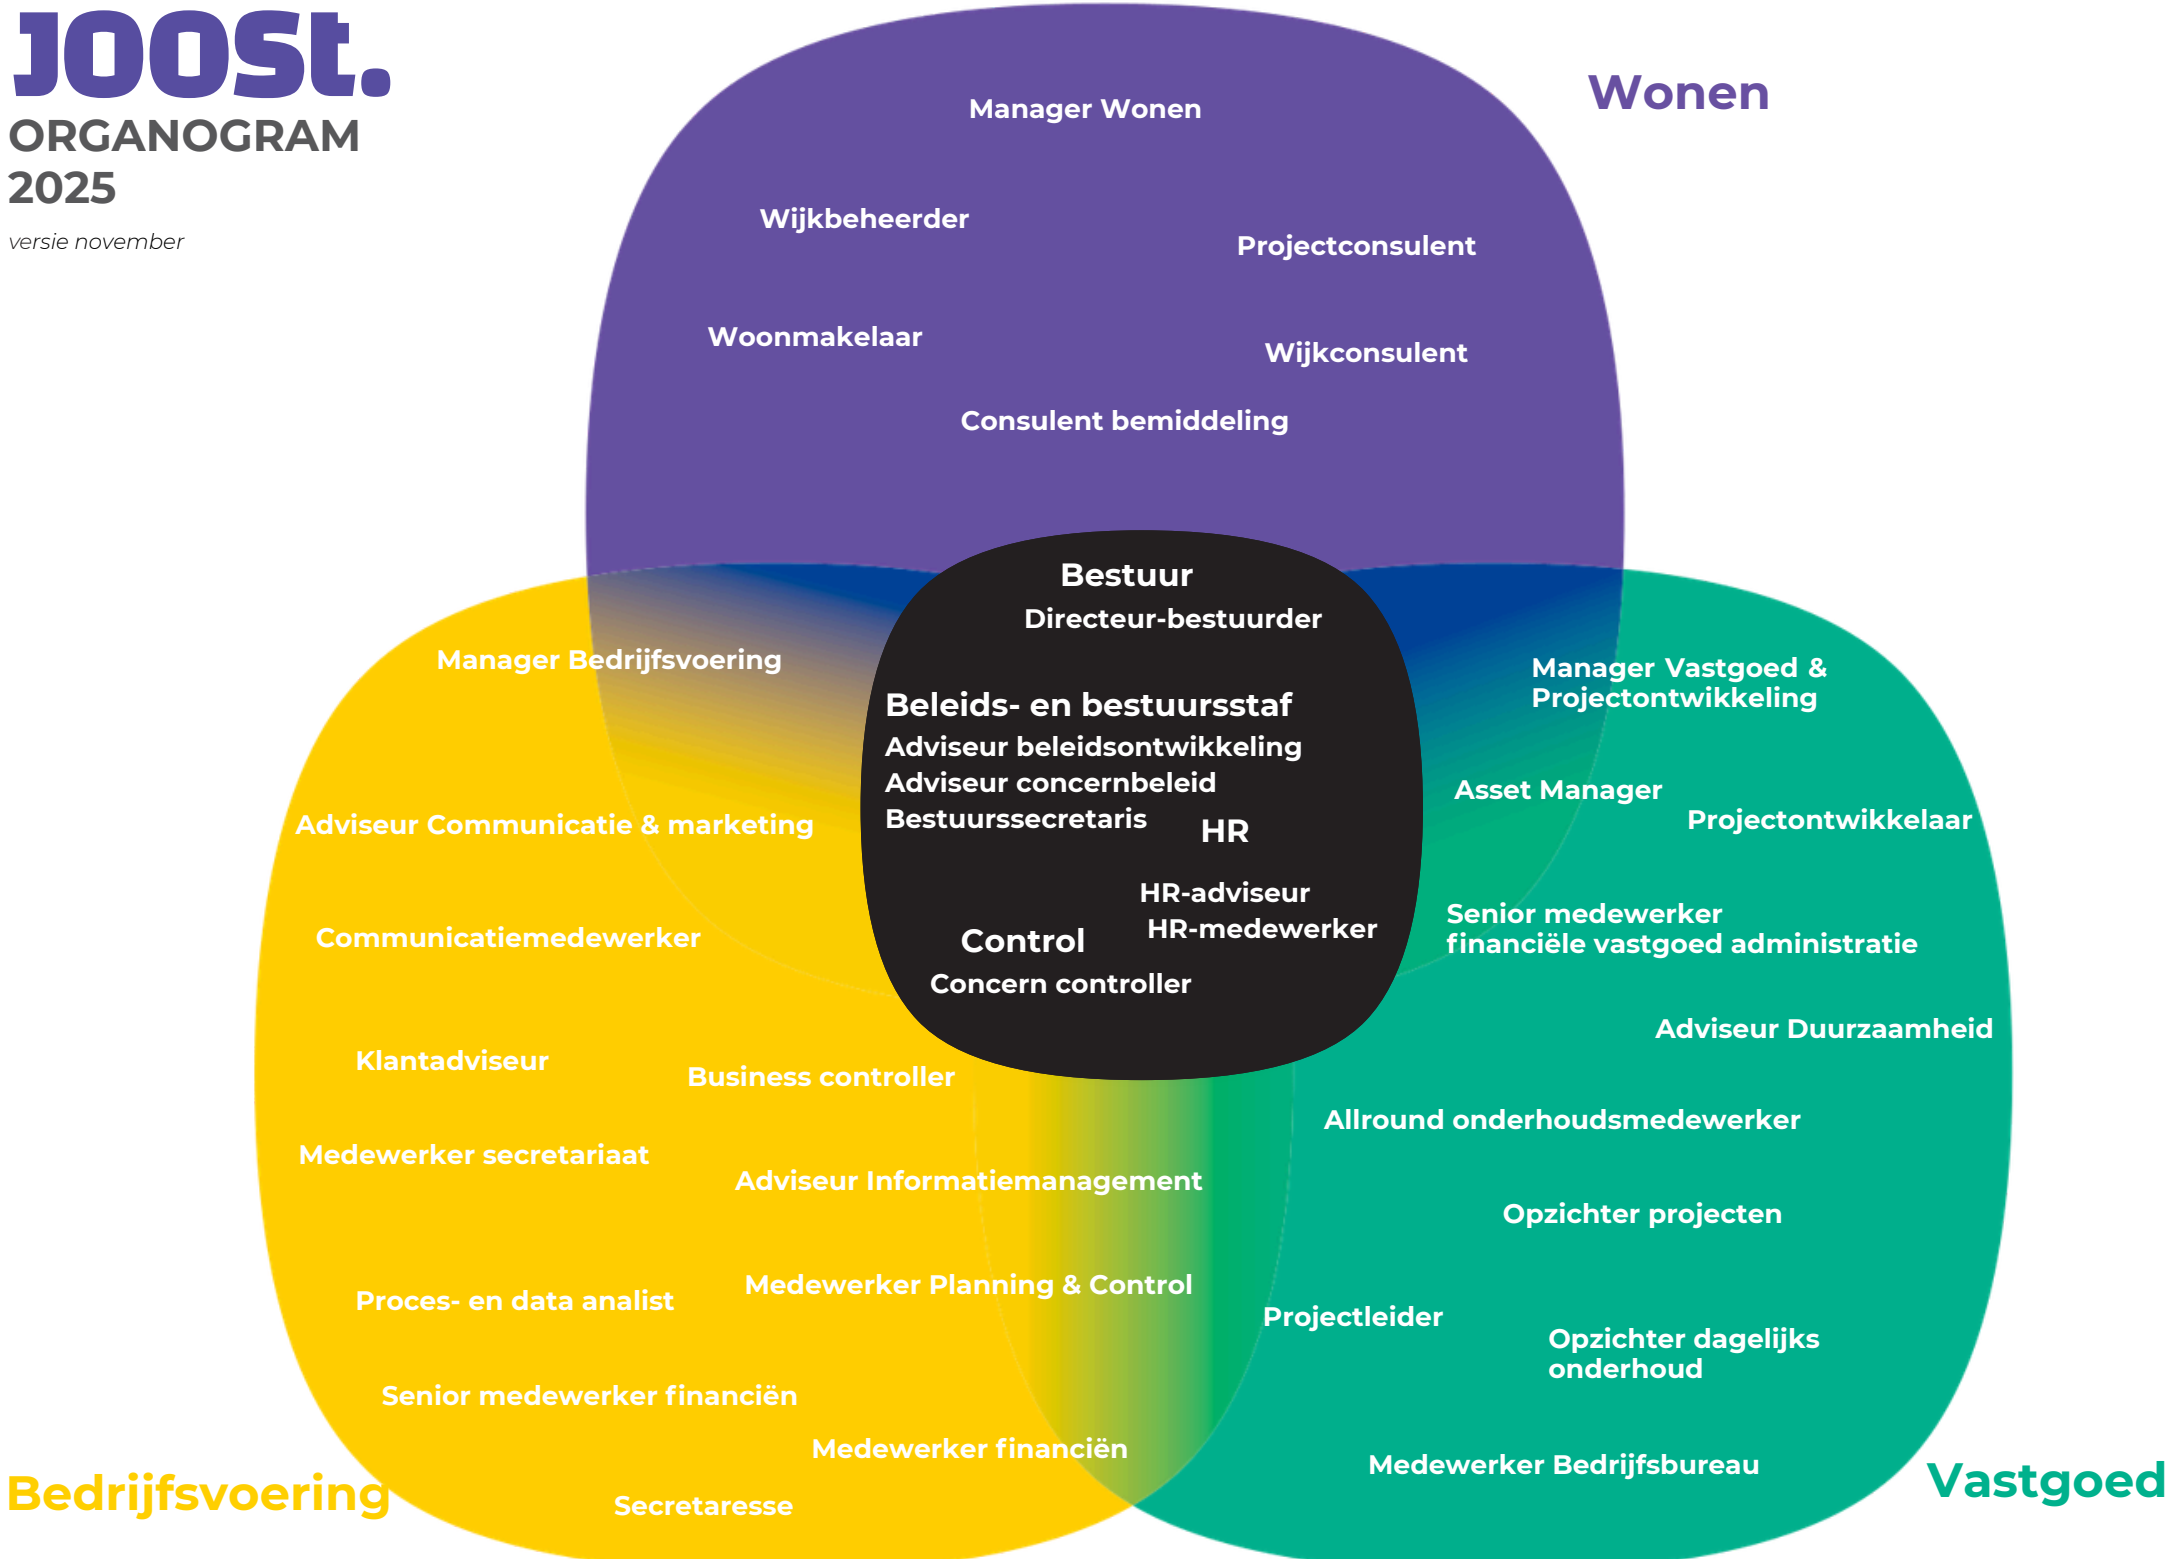 JOOST.
ORGANOGRAM
2025
versie november
Wonen
Manager Wonen
Wijkbeheerder
Projectconsulent
Woonmakelaar
Wijkconsulent
Consulent bemiddeling
Bestuur
Directeur-bestuurder
Beleids- en bestuursstaf
Adviseur beleidsontwikkeling
Adviseur concernbeleid
Bestuurssecretaris
HR
HR-adviseur
HR-medewerker
Control
Concern controller
Manager Bedrijfsvoering
Adviseur Communicatie & marketing
Communicatiemedewerker
Klantadviseur
Business controller
Medewerker secretariaat
Adviseur Informatiemanagement
Medewerker Planning & Control
Proces- en data analist
Senior medewerker financiën
Medewerker financiën
Secretaresse
Bedrijfsvoering
Manager Vastgoed &
Projectontwikkeling
Asset Manager
Projectontwikkelaar
Senior medewerker
financiële vastgoed administratie
Adviseur Duurzaamheid
Allround onderhoudsmedewerker
Opzichter projecten
Projectleider
Opzichter dagelijks
onderhoud
Medewerker Bedrijfsbureau
Vastgoed